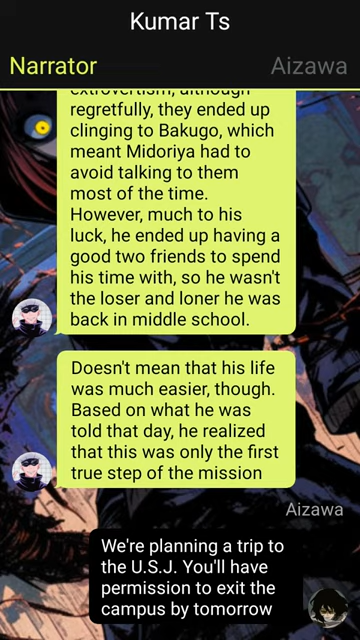 Kumar Ts
Narrator
Aizawa
extrovertism, although
regretfully, they ended up
clinging to Bakugo, which
meant Midoriya had to
avoid talking to them
most of the time.
However, much to his
luck, he ended up having a
good two friends to spend
his time with, so he wasn't
the loser and loner he was
back in middle school.
Doesn't mean that his life
was much easier, though.
Based on what he was
told that day, he realized
that this was only the first
true step of the mission
Aizawa
We're planning a trip to
the U.S.J. You'll have
permission to exit the
campus by tomorrow